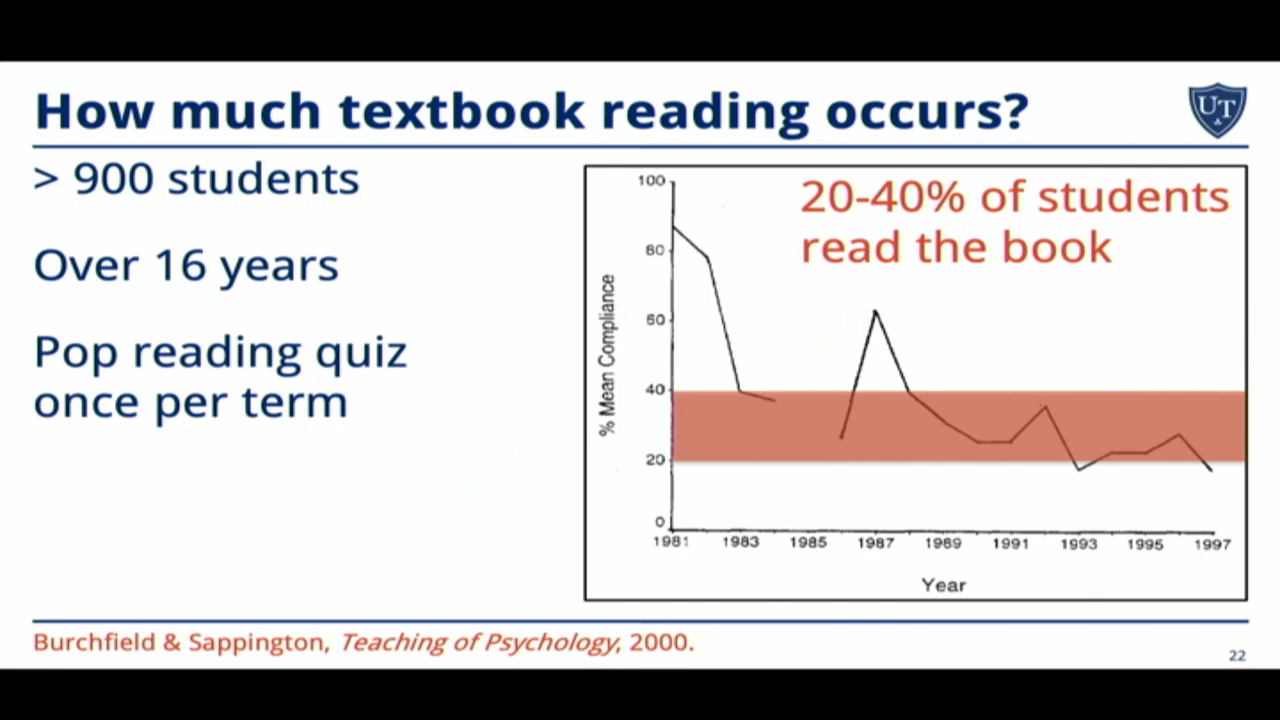 How much textbook reading occurs?
UT
> 900 students
Over 16 years
Pop reading quiz
once per term
20-40% of students
read the book
% Mean Compliance
100
80
60
40
20
0
1981 1983 1985 1987 1989 1991 1993 1995 1997
Year
Burchfield & Sappington, Teaching of Psychology, 2000.
22